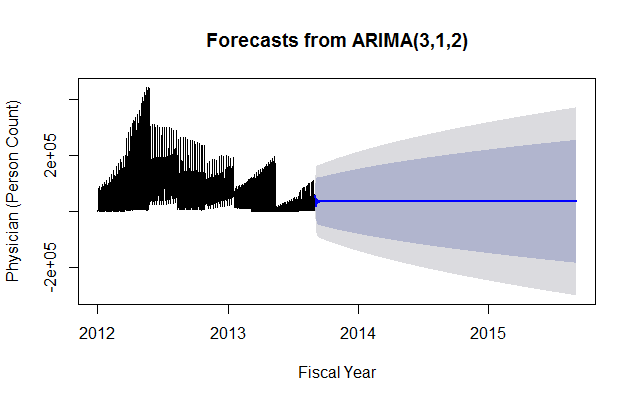 Forecasts from ARIMA(3,1,2)
Physician (Person Count)
2e+05
-2e+05
2012 2013 2014 2015
Fiscal Year